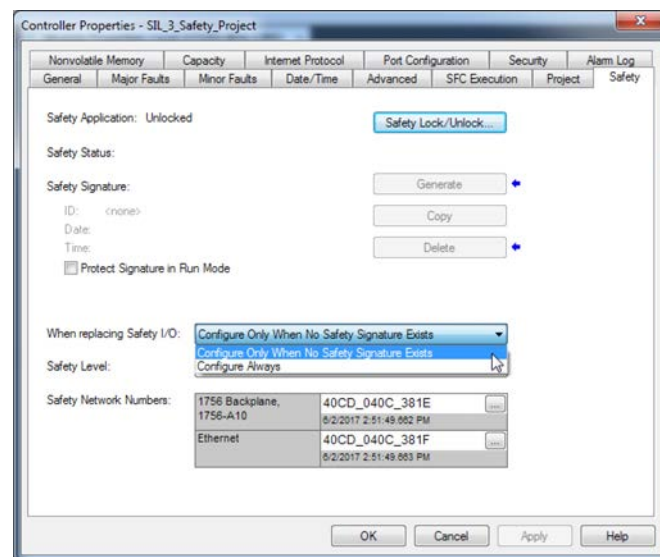 Controller Properties - SIL_3_Safety_Project
Nonvolatile Memory Capacity Internet Protocol Port Configuration Security Alarm Log
General Major Faults Minor Faults Date/Time Advanced SFC Execution Project Safety
Safety Application: Unlocked
Safety Lock/Unlock...
Safety Status:
Safety Signature:
Generate
ID: <none>
Copy
Date:
Time:
Delete
Protect Signature in Run Mode
When replacing Safety I/O: Configure Only When No Safety Signature Exists
Configure Only When No Safety Signature Exists
Safety Level: Configure Always
Safety Network Numbers: 1756 Backplane, 40CD_040C_381E ...
1756-A10 6/2/2017 2:51:49.662 PM
Ethernet 40CD_040C_381F ...
6/2/2017 2:51:49.663 PM
OK Cancel Apply Help